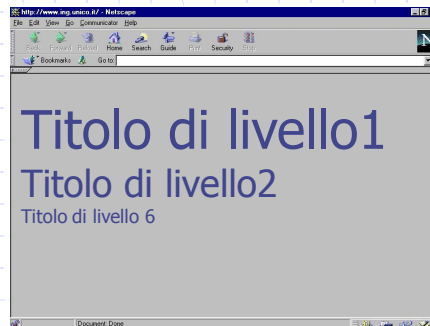 http://www.ing.unico.it/ - Netscape
File Edit View Go Communicator Help
Back Forward Reload Home Search Guide Print Security Stop
Bookmarks Go to:
Titolo di livello1
Titolo di livello2
Titolo di livello 6
Document: Done